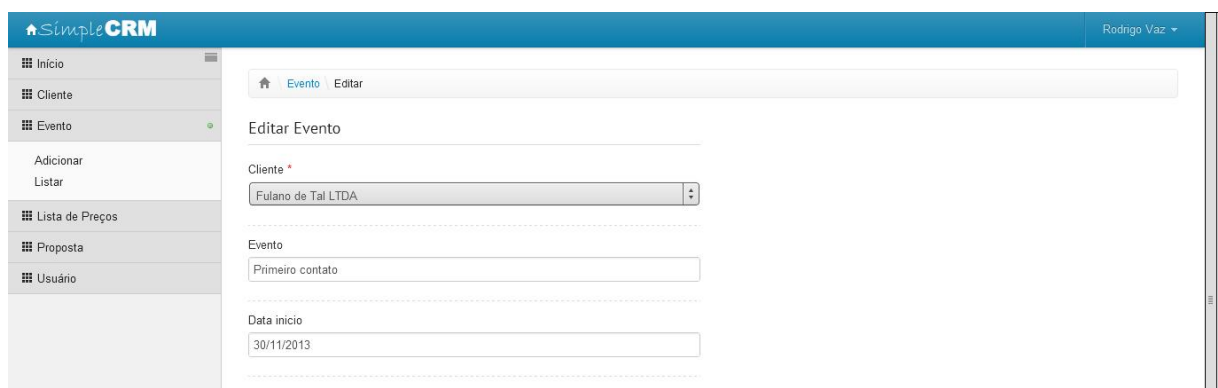 SimpleCRM
Rodrigo Vaz
Início
Cliente
Evento
Adicionar
Listar
Lista de Preços
Proposta
Usuário
Evento \ Editar
Editar Evento
Cliente *
Fulano de Tal LTDA
Evento
Primeiro contato
Data inicio
30/11/2013